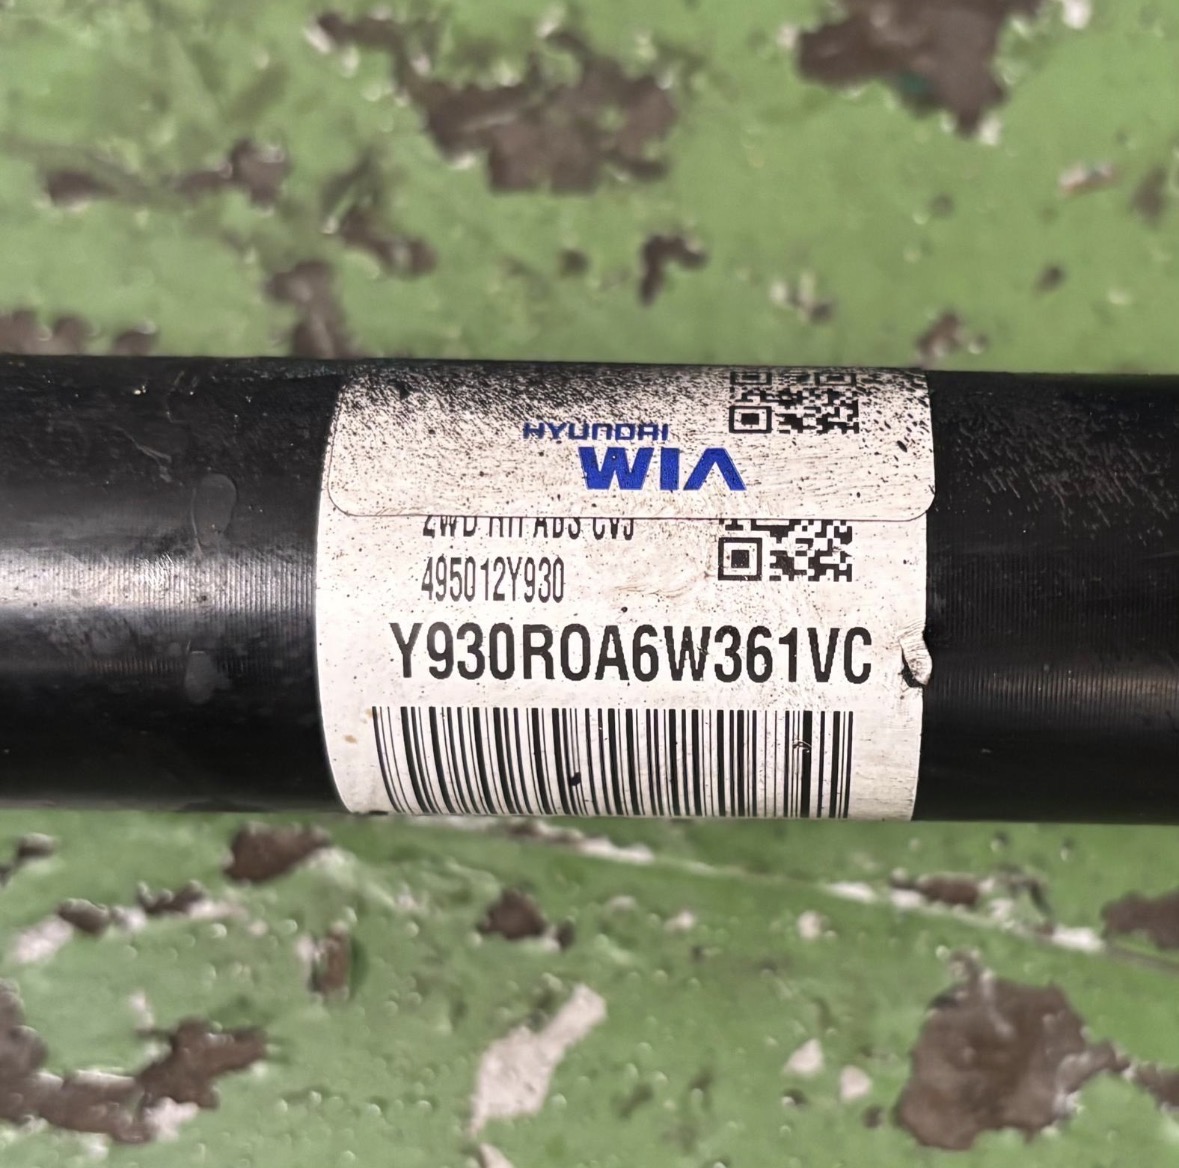 HYUNDAI
WIA
2WD RH ABS CVJ
495012Y930
Y930R0A6W361VC